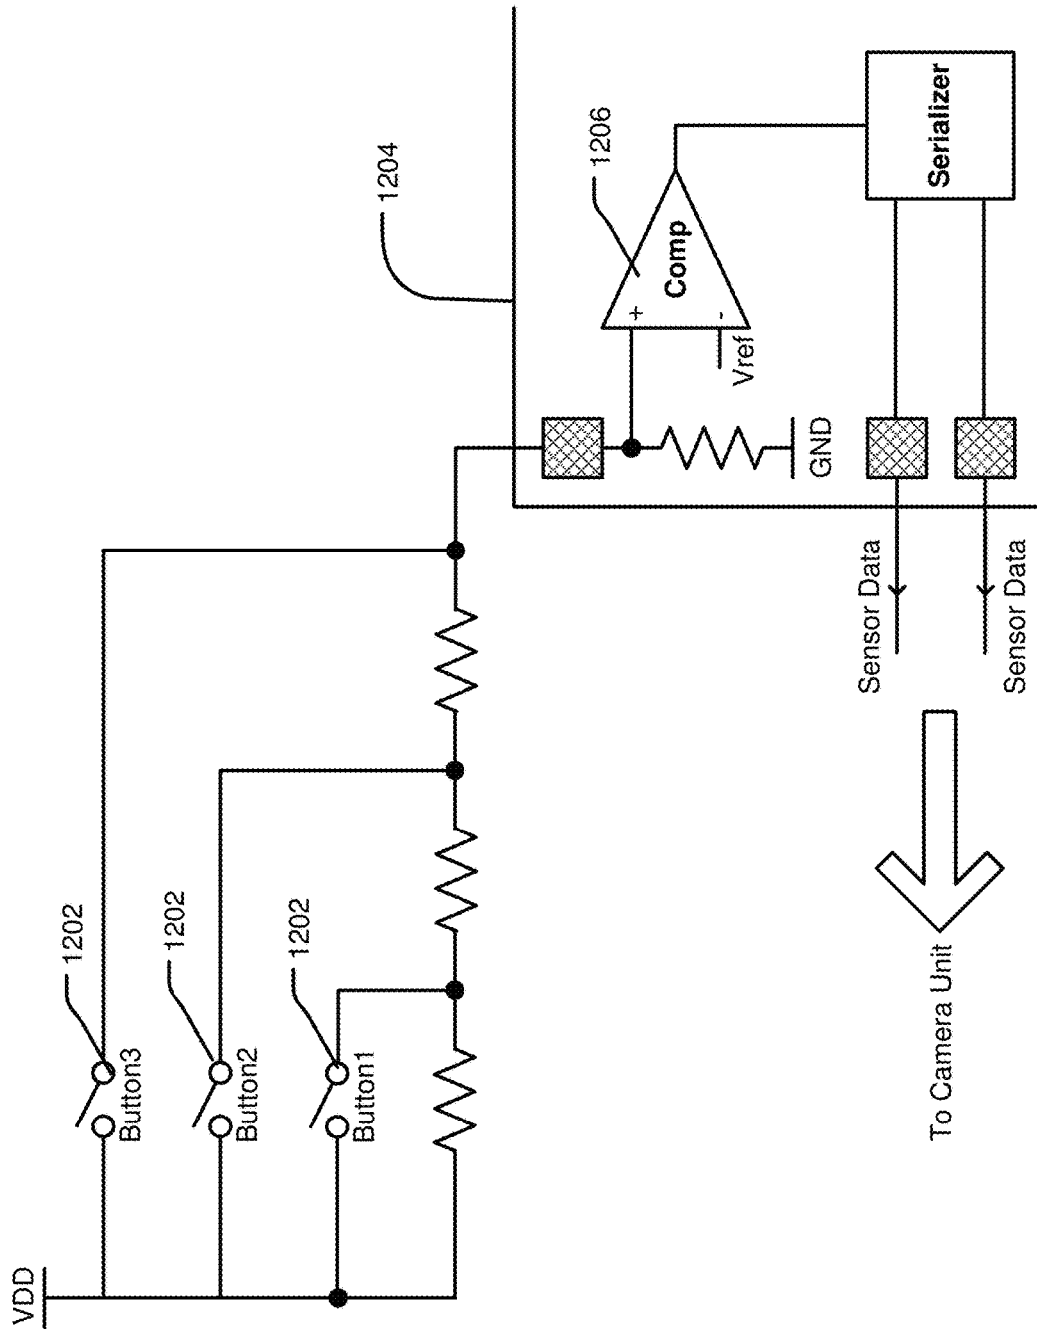 VDD
1202
Button3
1202
Button2
1202
Button1
1204
1206
+
Comp
-
Vref
GND
Serializer
Sensor Data
Sensor Data
To Camera Unit